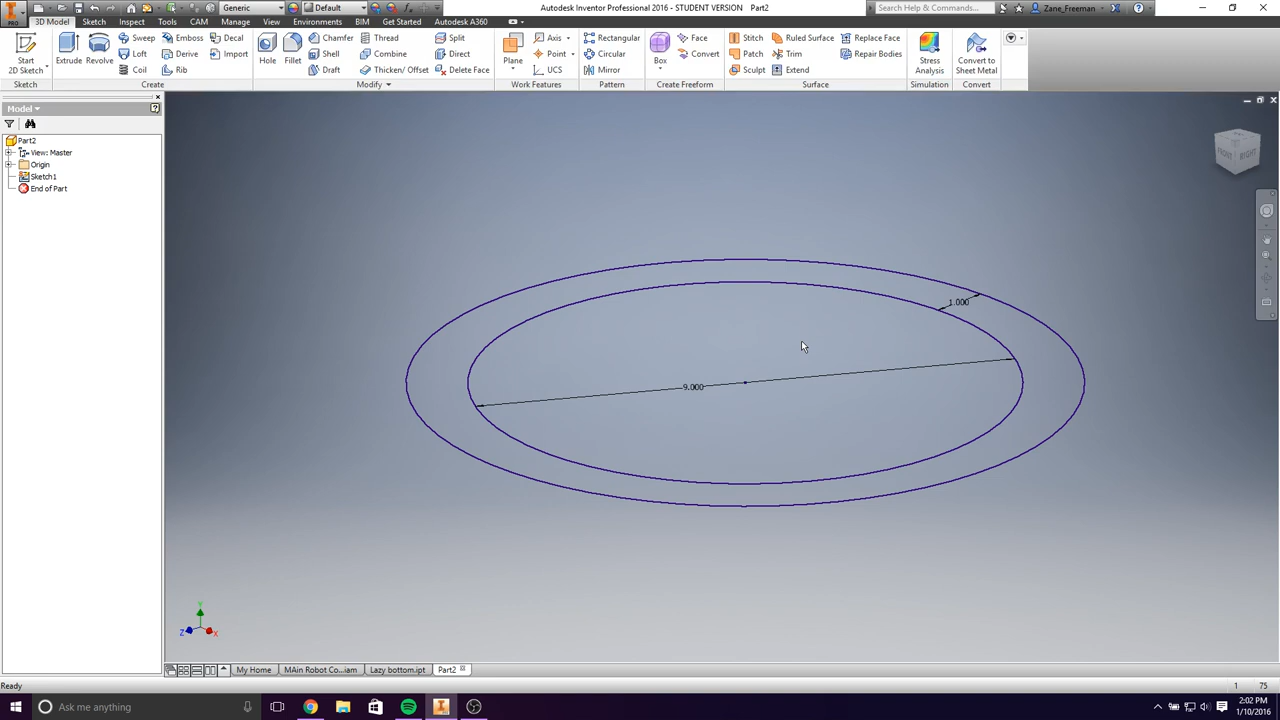 Generic
Default
Autodesk Inventor Professional 2016 - STUDENT VERSION Part2
Search Help & Commands...
Zane_Freeman
PRO
3D Model Sketch Inspect Tools CAM Manage View Environments BIM Get Started Autodesk A360
Start
2D Sketch
Extrude Revolve
Sweep
Loft
Coil
Emboss
Derive
Rib
Decal
Import
Hole Fillet
Chamfer
Shell
Draft
Thread
Combine
Thicken/ Offset
Split
Direct
Delete Face
Plane
Axis
Point
UCS
Rectangular
Circular
Mirror
Box
Face
Convert
Stitch
Patch
Sculpt
Ruled Surface
Trim
Extend
Replace Face
Repair Bodies
Stress
Analysis
Convert to
Sheet Metal
Sketch Create Modify Work Features Pattern Create Freeform Surface Simulation Convert
Model
Part2
View: Master
Origin
Sketch1
End of Part
FRONT RIGHT
1.000
9.000
Y
Z X
My Home MAin Robot Co...iam Lazy bottom.ipt Part2
Ready 1 75
Ask me anything
2:02 PM
1/10/2016